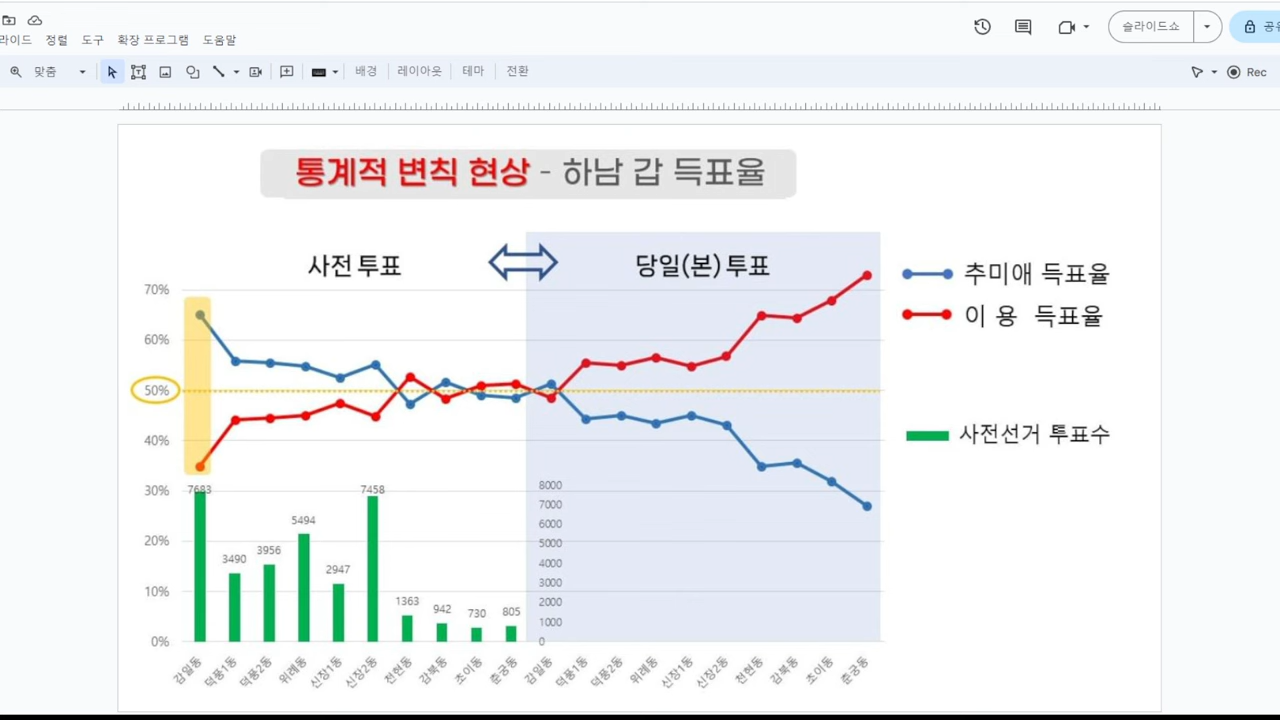 슬라이드쇼
공유
라이드 정렬 도구 확장 프로그램 도움말
맞춤
배경 레이아웃 테마 전환
Rec
통계적 변칙 현상 - 하남 갑 득표율
사전 투표
당일(본) 투표
추미애 득표율
이 용 득표율
사전선거 투표수
70%
60%
50%
40%
30%
20%
10%
0%
7683
3490
3956
5494
2947
7458
1363
942
730
805
8000
7000
6000
5000
4000
3000
2000
1000
0
감일동 덕풍1동 덕풍2동 위례동 신장1동 신장2동 천현동 감북동 초이동 춘궁동 감일동 덕풍1동 덕풍2동 위례동 신장1동 신장2동 천현동 감북동 초이동 춘궁동